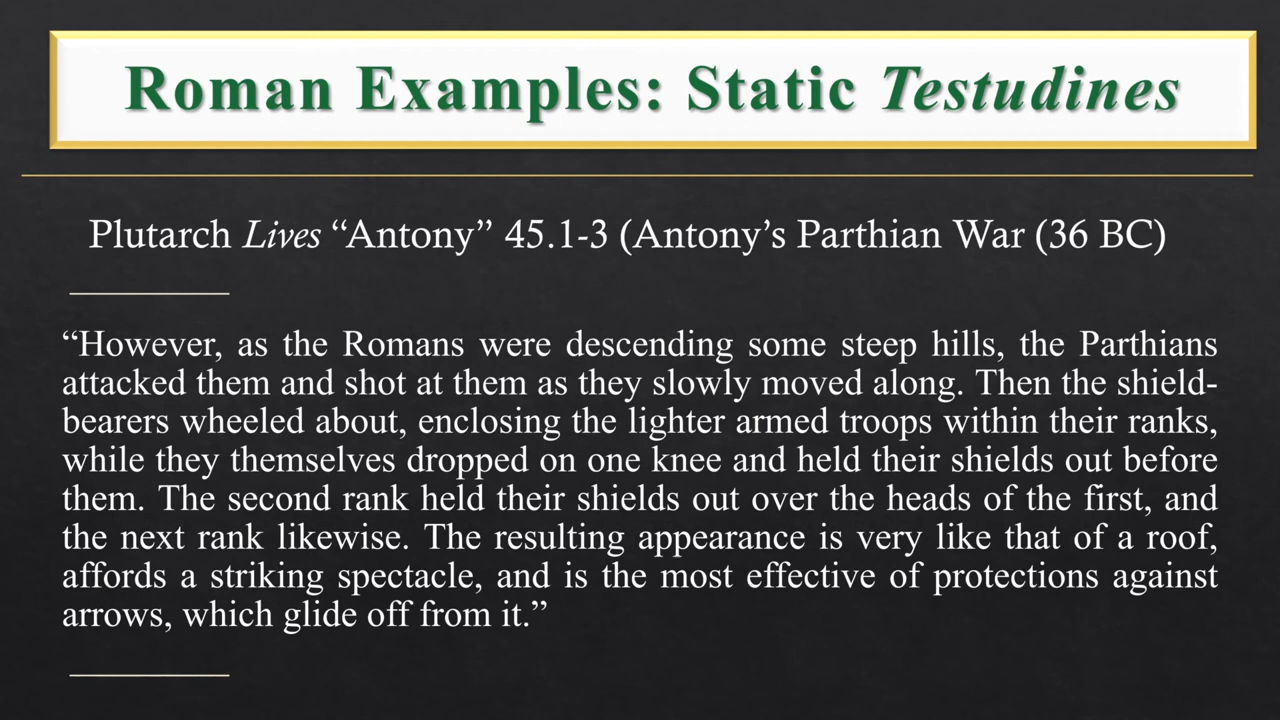 Roman Examples: Static Testudines
Plutarch Lives “Antony” 45.1-3 (Antony’s Parthian War (36 BC)
“However, as the Romans were descending some steep hills, the Parthians
attacked them and shot at them as they slowly moved along. Then the shield-
bearers wheeled about, enclosing the lighter armed troops within their ranks,
while they themselves dropped on one knee and held their shields out before
them. The second rank held their shields out over the heads of the first, and
the next rank likewise. The resulting appearance is very like that of a roof,
affords a striking spectacle, and is the most effective of protections against
arrows, which glide off from it.”